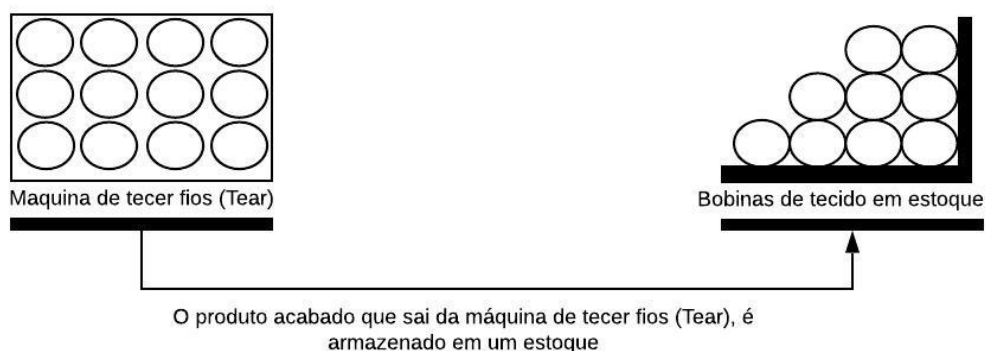 Maquina de tecer fios (Tear)
Bobinas de tecido em estoque
O produto acabado que sai da máquina de tecer fios (Tear), é
armazenado em um estoque